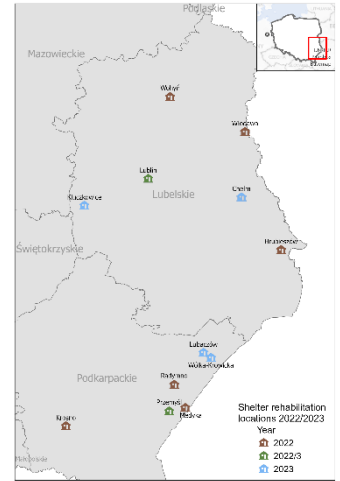 Podlaskie
Mazowieckie
Wohyń
Włodawa
Lublin
Chełm
Lubelskie
Kluczkowice
Hrubieszów
Świętokrzyskie
Lubaczów
Wólka Krowicka
Radymno
Podkarpackie
Przemyśl
Medyka
Krosno
Shelter rehabilitation
locations 2022/2023
Year
2022
2022/3
2023